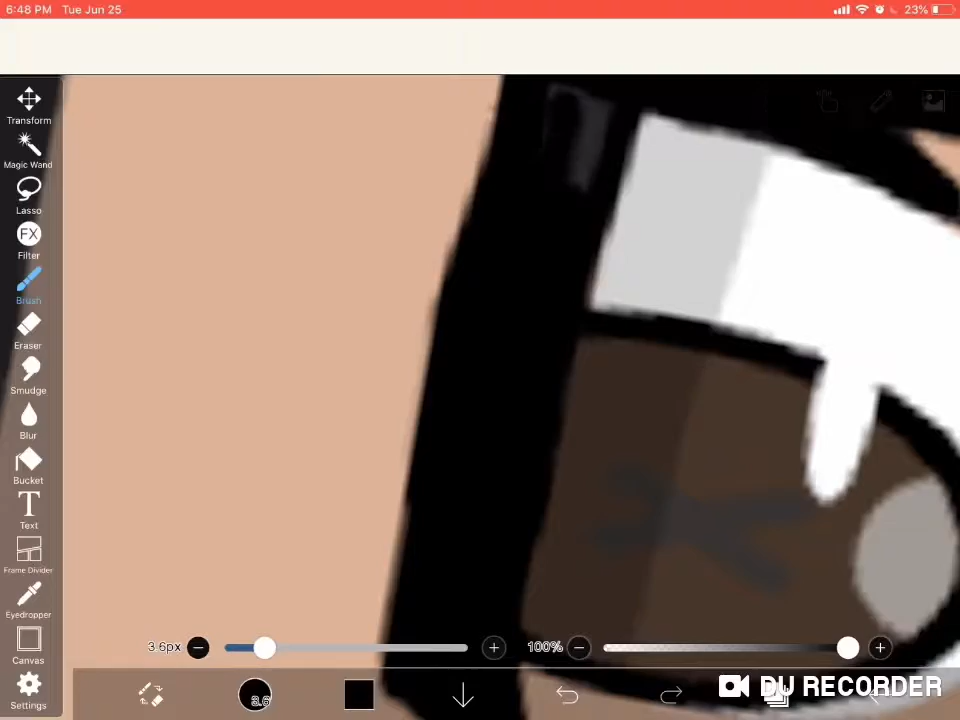 6:48 PM Tue Jun 25 23%
Transform
Magic Wand
Lasso
FX
Filter
Brush
Eraser
Smudge
Blur
Bucket
T
Text
Frame Divider
Eyedropper
Canvas
Settings
3.6px
100%
3.6
DU RECORDER